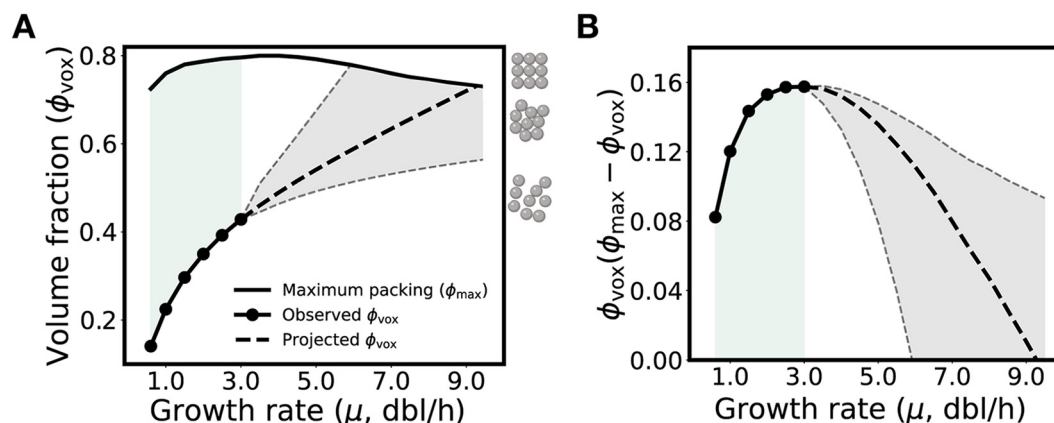 A
Volume fraction (ϕvox)
0.8
0.6
0.4
0.2
Maximum packing (ϕmax)
Observed ϕvox
Projected ϕvox
1.0 3.0 5.0 7.0 9.0
Growth rate (μ, dbl/h)
B
ϕvox(ϕmax − ϕvox)
0.16
0.12
0.08
0.04
0.00
1.0 3.0 5.0 7.0 9.0
Growth rate (μ, dbl/h)